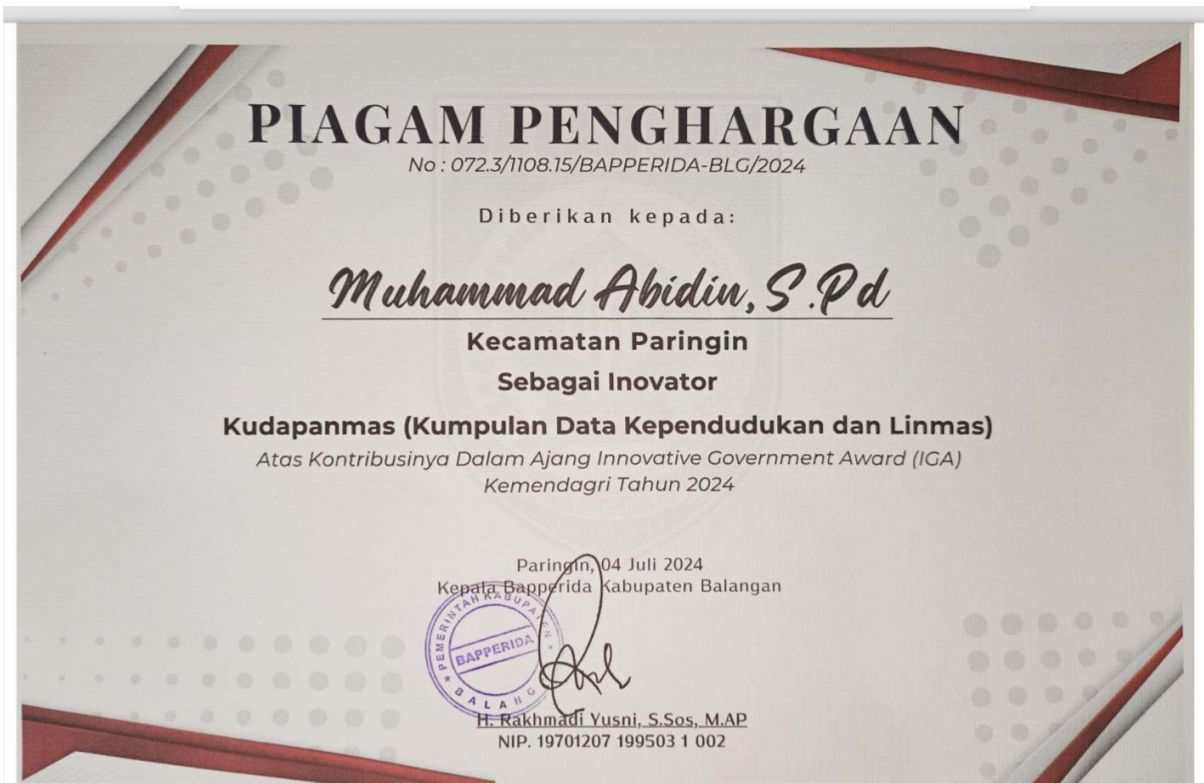 PIAGAM PENGHARGAAN
No : 072.3/1108.15/BAPPERIDA-BLG/2024
Diberikan kepada:
Muhammad Abidin, S.Pd
Kecamatan Paringin
Sebagai Inovator
Kudapanmas (Kumpulan Data Kependudukan dan Linmas)
Atas Kontribusinya Dalam Ajang Innovative Government Award (IGA)
Kemendagri Tahun 2024
Paringin, 04 Juli 2024
Kepala Bapperida Kabupaten Balangan
PEMERINTAH KABUPATEN
BAPPERIDA
H. Rakhmadi Yusni, S.Sos, M.AP
NIP. 19701207 199503 1 002